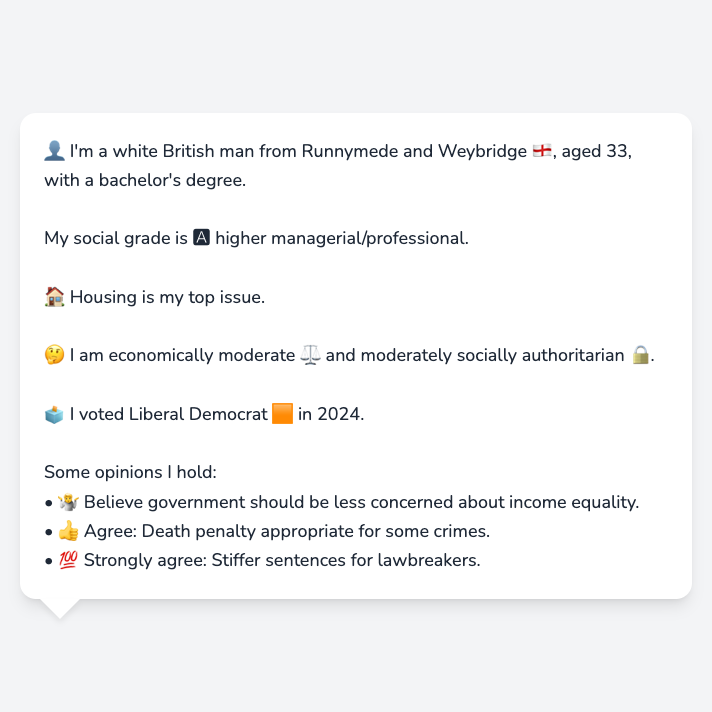 👤 I'm a white British man from Runnymede and Weybridge 🏴󠁧󠁢󠁥󠁮󠁧󠁿, aged 33,
with a bachelor's degree.
My social grade is 🅰 higher managerial/professional.
🏠 Housing is my top issue.
🤔 I am economically moderate ⚖️ and moderately socially authoritarian 🔒.
🗳️ I voted Liberal Democrat 🟧 in 2024.
Some opinions I hold:
• 🤷 Believe government should be less concerned about income equality.
• 👍 Agree: Death penalty appropriate for some crimes.
• 💯 Strongly agree: Stiffer sentences for lawbreakers.